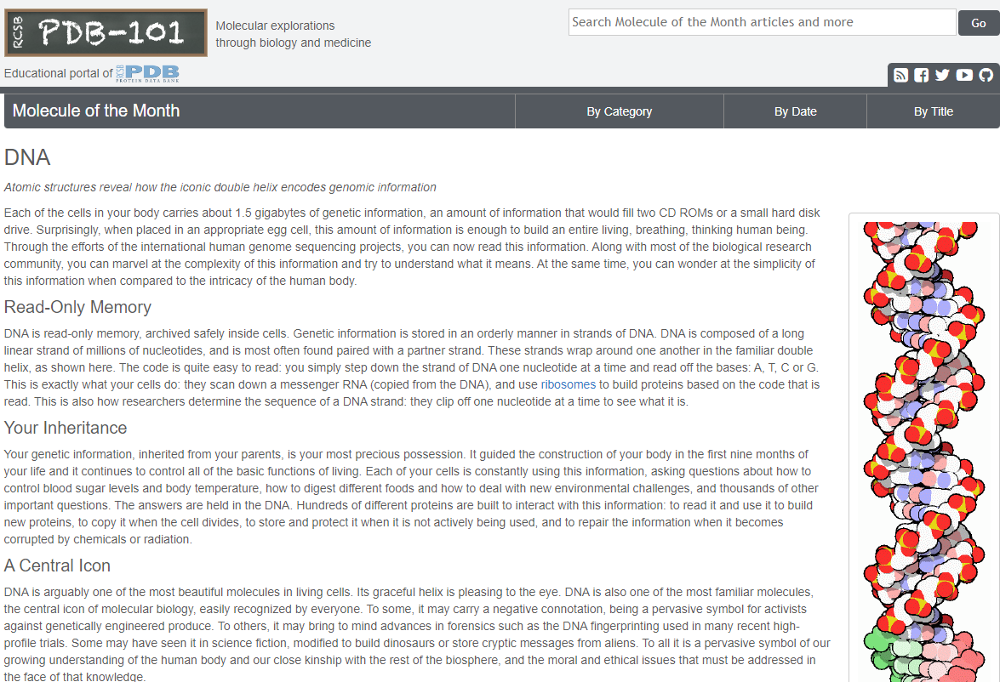 RCSB PDB-101
Molecular explorations
through biology and medicine
Search Molecule of the Month articles and more
Go
Educational portal of RCSB PDB
PROTEIN DATA BANK
Molecule of the Month
By Category
By Date
By Title
DNA
Atomic structures reveal how the iconic double helix encodes genomic information
Each of the cells in your body carries about 1.5 gigabytes of genetic information, an amount of information that would fill two CD ROMs or a small hard disk
drive. Surprisingly, when placed in an appropriate egg cell, this amount of information is enough to build an entire living, breathing, thinking human being.
Through the efforts of the international human genome sequencing projects, you can now read this information. Along with most of the biological research
community, you can marvel at the complexity of this information and try to understand what it means. At the same time, you can wonder at the simplicity of
this information when compared to the intricacy of the human body.
Read-Only Memory
DNA is read-only memory, archived safely inside cells. Genetic information is stored in an orderly manner in strands of DNA. DNA is composed of a long
linear strand of millions of nucleotides, and is most often found paired with a partner strand. These strands wrap around one another in the familiar double
helix, as shown here. The code is quite easy to read: you simply step down the strand of DNA one nucleotide at a time and read off the bases: A, T, C or G.
This is exactly what your cells do: they scan down a messenger RNA (copied from the DNA), and use ribosomes to build proteins based on the code that is
read. This is also how researchers determine the sequence of a DNA strand: they clip off one nucleotide at a time to see what it is.
Your Inheritance
Your genetic information, inherited from your parents, is your most precious possession. It guided the construction of your body in the first nine months of
your life and it continues to control all of the basic functions of living. Each of your cells is constantly using this information, asking questions about how to
control blood sugar levels and body temperature, how to digest different foods and how to deal with new environmental challenges, and thousands of other
important questions. The answers are held in the DNA. Hundreds of different proteins are built to interact with this information: to read it and use it to build
new proteins, to copy it when the cell divides, to store and protect it when it is not actively being used, and to repair the information when it becomes
corrupted by chemicals or radiation.
A Central Icon
DNA is arguably one of the most beautiful molecules in living cells. Its graceful helix is pleasing to the eye. DNA is also one of the most familiar molecules,
the central icon of molecular biology, easily recognized by everyone. To some, it may carry a negative connotation, being a pervasive symbol for activists
against genetically engineered produce. To others, it may bring to mind advances in forensics such as the DNA fingerprinting used in many recent high-
profile trials. Some may have seen it in science fiction, modified to build dinosaurs or store cryptic messages from aliens. To all it is a pervasive symbol of our
growing understanding of the human body and our close kinship with the rest of the biosphere, and the moral and ethical issues that must be addressed in
the face of that knowledge.